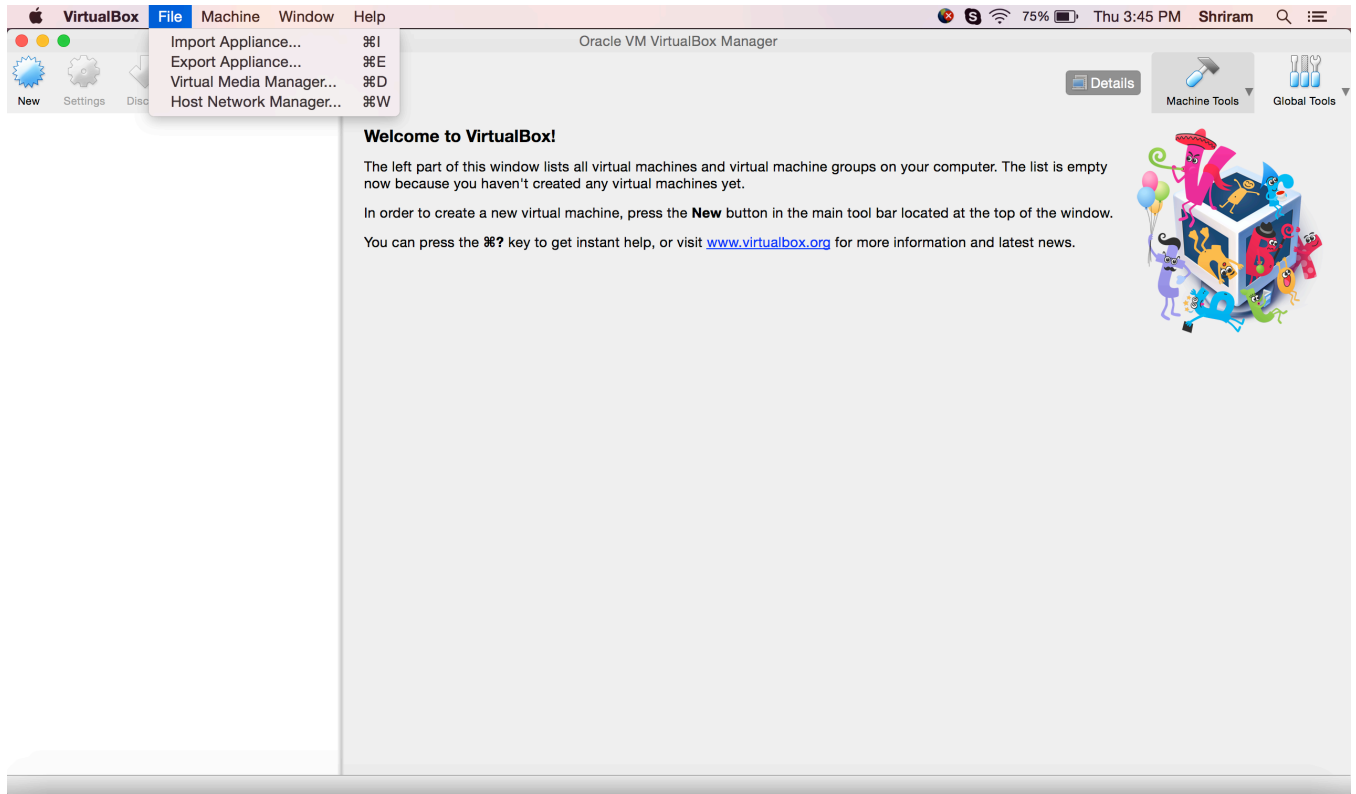 VirtualBox File Machine Window Help 75% Thu 3:45 PM Shriram
Oracle VM VirtualBox Manager
Import Appliance... ⌘I
Export Appliance... ⌘E
Virtual Media Manager... ⌘D
Host Network Manager... ⌘W
New Settings Disc
Details
Machine Tools Global Tools
Welcome to VirtualBox!
The left part of this window lists all virtual machines and virtual machine groups on your computer. The list is empty
now because you haven't created any virtual machines yet.
In order to create a new virtual machine, press the New button in the main tool bar located at the top of the window.
You can press the ⌘? key to get instant help, or visit www.virtualbox.org for more information and latest news.